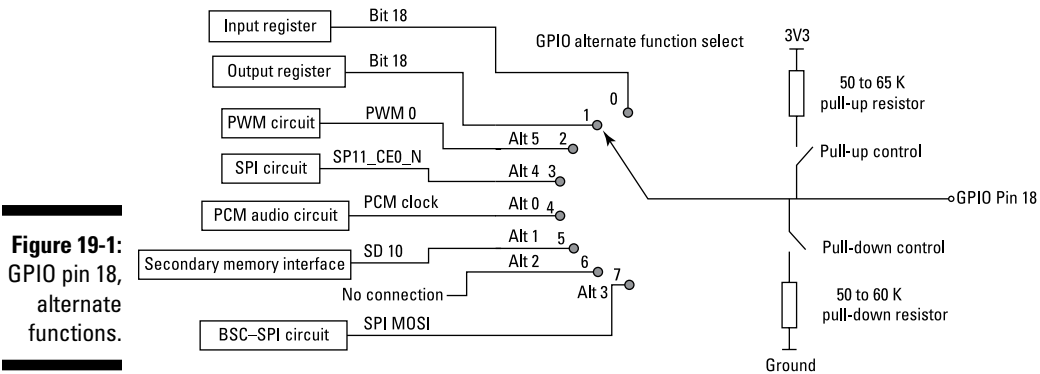 Input register
Bit 18
GPIO alternate function select
3V3
Output register
Bit 18
0
50 to 65 K
pull-up resistor
1
PWM circuit
PWM 0
Alt 5
2
Pull-up control
SPI circuit
SP11_CE0_N
Alt 4
3
PCM audio circuit
PCM clock
Alt 0
4
GPIO Pin 18
Figure 19-1:
GPIO pin 18,
alternate
functions.
Secondary memory interface
SD 10
Alt 1
5
Pull-down control
Alt 2
6
No connection
7
Alt 3
50 to 60 K
pull-down resistor
BSC–SPI circuit
SPI MOSI
Ground